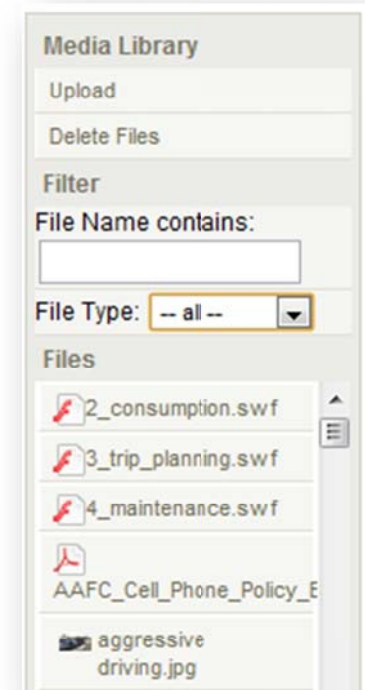 Media Library
Upload
Delete Files
Filter
File Name contains:
File Type: -- all --
Files
2_consumption.swf
3_trip_planning.swf
4_maintenance.swf
AAFC_Cell_Phone_Policy_E
aggressive
driving.jpg